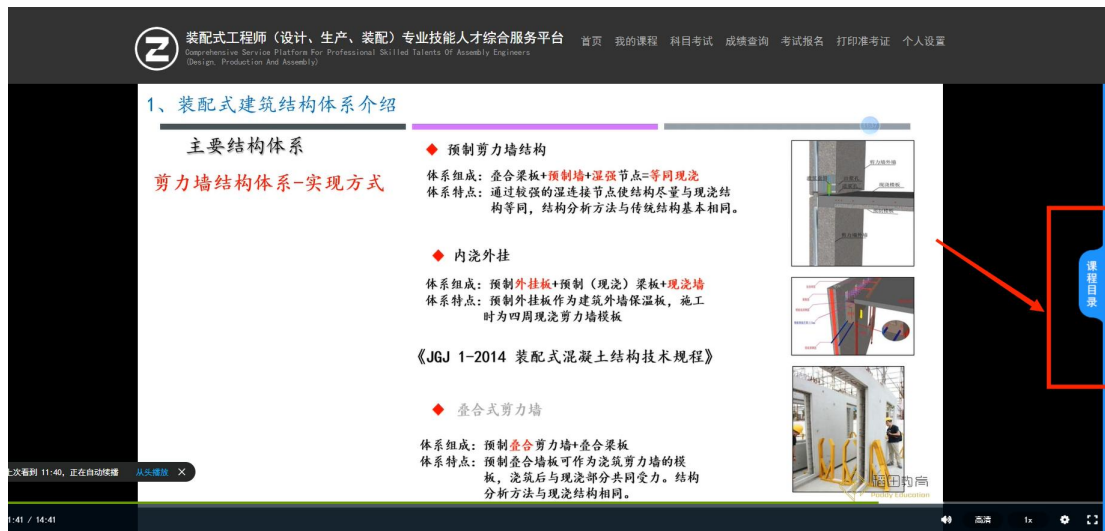 装配式工程师（设计、生产、装配）专业技能人才综合服务平台
Comprehensive Service Platform For Professional Skilled Talents Of Assembly Engineers
(Design, Production And Assembly)
首页 我的课程 科目考试 成绩查询 考试报名 打印准考证 个人设置
1、装配式建筑结构体系介绍
主要结构体系
剪力墙结构体系-实现方式
◆ 预制剪力墙结构
体系组成：叠合梁板+预制墙+湿强节点=等同现浇
体系特点：通过较强的湿连接节点使结构尽量与现浇结
构等同，结构分析方法与传统结构基本相同。
◆ 内浇外挂
体系组成：预制外挂板+预制（现浇）梁板+现浇墙
体系特点：预制外挂板作为建筑外墙保温板，施工
时为四周现浇剪力墙模板
《JGJ 1-2014 装配式混凝土结构技术规程》
◆ 叠合式剪力墙
体系组成：预制叠合剪力墙+叠合梁板
体系特点：预制叠合墙板可作为浇筑剪力墙的模
板，浇筑后与现浇部分共同受力。结构
分析方法与现浇结构相同。
课程目录
次看到 11:40，正在自动续播 从头播放 ×
Paddy Education
1:41 / 14:41
高清 1x